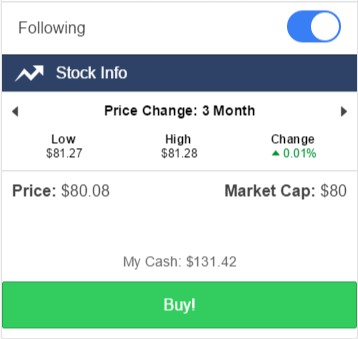 Following
Stock Info
Price Change: 3 Month
Low High Change
$81.27 $81.28 0.01%
Price: $80.08 Market Cap: $80
My Cash: $131.42
Buy!